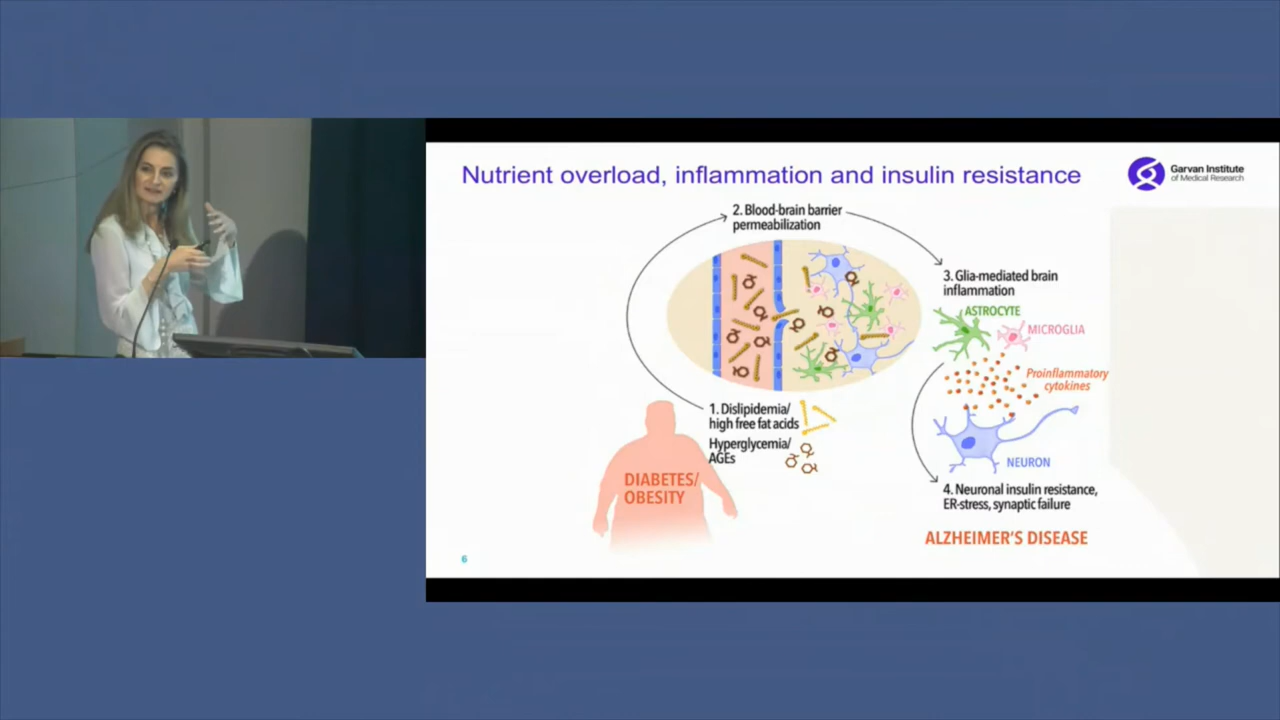 Nutrient overload, inflammation and insulin resistance
Garvan Institute
of Medical Research
2. Blood-brain barrier
permeabilization
3. Glia-mediated brain
inflammation
ASTROCYTE
MICROGLIA
Proinflammatory
cytokines
1. Dislipidemia/
high free fat acids
Hyperglycemia/
AGEs
DIABETES/
OBESITY
NEURON
4. Neuronal insulin resistance,
ER-stress, synaptic failure
ALZHEIMER'S DISEASE
6